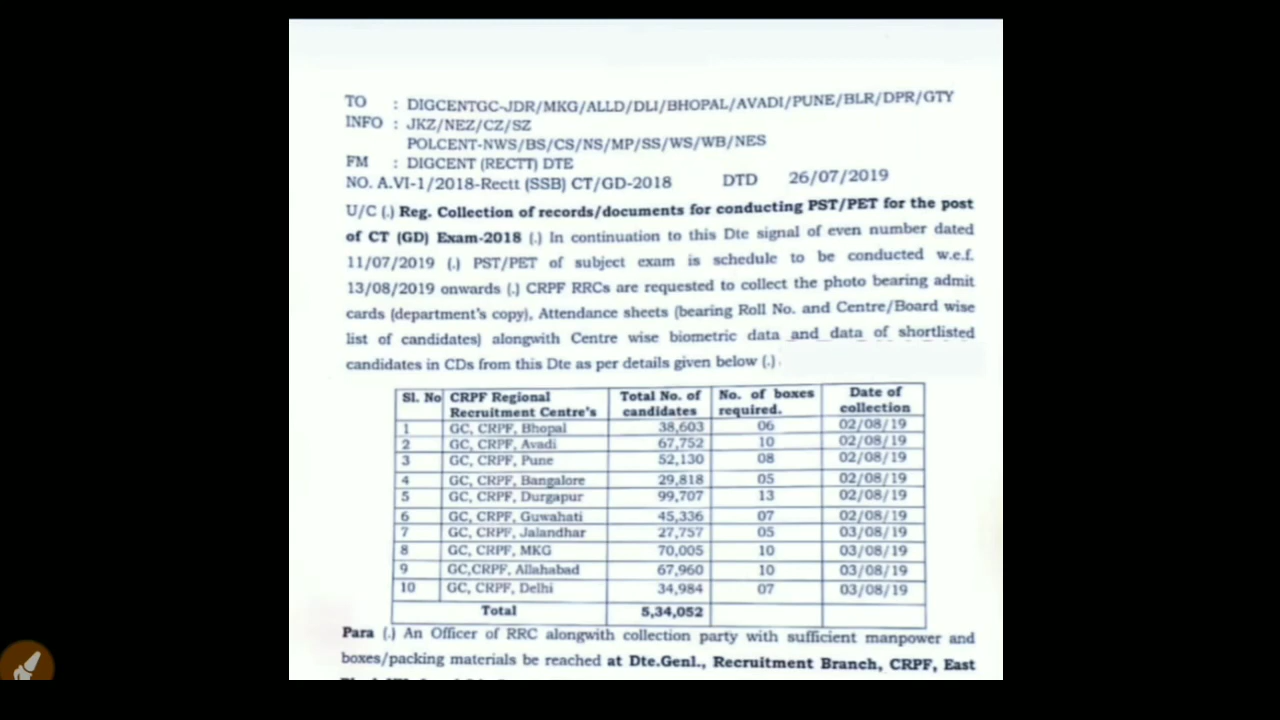 TO : DIGCENTGC-JDR/MKG/ALLD/DLI/BHOPAL/AVADI/PUNE/BLR/DPR/GTY
INFO : JKZ/NEZ/CZ/SZ
POLCENT-NWS/BS/CS/NS/MP/SS/WS/WB/NES
FM : DIGCENT (RECTT) DTE
NO. A.VI-1/2018-Rectt (SSB) CT/GD-2018 DTD 26/07/2019
U/C (.) Reg. Collection of records/documents for conducting PST/PET for the post
of CT (GD) Exam-2018 (.) In continuation to this Dte signal of even number dated
11/07/2019 (.) PST/PET of subject exam is schedule to be conducted w.e.f.
13/08/2019 onwards (.) CRPF RRCs are requested to collect the photo bearing admit
cards (department's copy), Attendance sheets (bearing Roll No. and Centre/Board wise
list of candidates) alongwith Centre wise biometric data and data of shortlisted
candidates in CDs from this Dte as per details given below (.)
Sl. No CRPF Regional Recruitment Centre's Total No. of candidates No. of boxes required. Date of collection
1 GC, CRPF, Bhopal 38,603 06 02/08/19
2 GC, CRPF, Avadi 67,752 10 02/08/19
3 GC, CRPF, Pune 52,130 08 02/08/19
4 GC, CRPF, Bangalore 29,818 05 02/08/19
5 GC, CRPF, Durgapur 99,707 13 02/08/19
6 GC, CRPF, Guwahati 45,336 07 02/08/19
7 GC, CRPF, Jalandhar 27,757 05 03/08/19
8 GC, CRPF, MKG 70,005 10 03/08/19
9 GC,CRPF, Allahabad 67,960 10 03/08/19
10 GC, CRPF, Delhi 34,984 07 03/08/19
Total 5,34,052
Para (.) An Officer of RRC alongwith collection party with sufficient manpower and
boxes/packing materials be reached at Dte.Genl., Recruitment Branch, CRPF, East